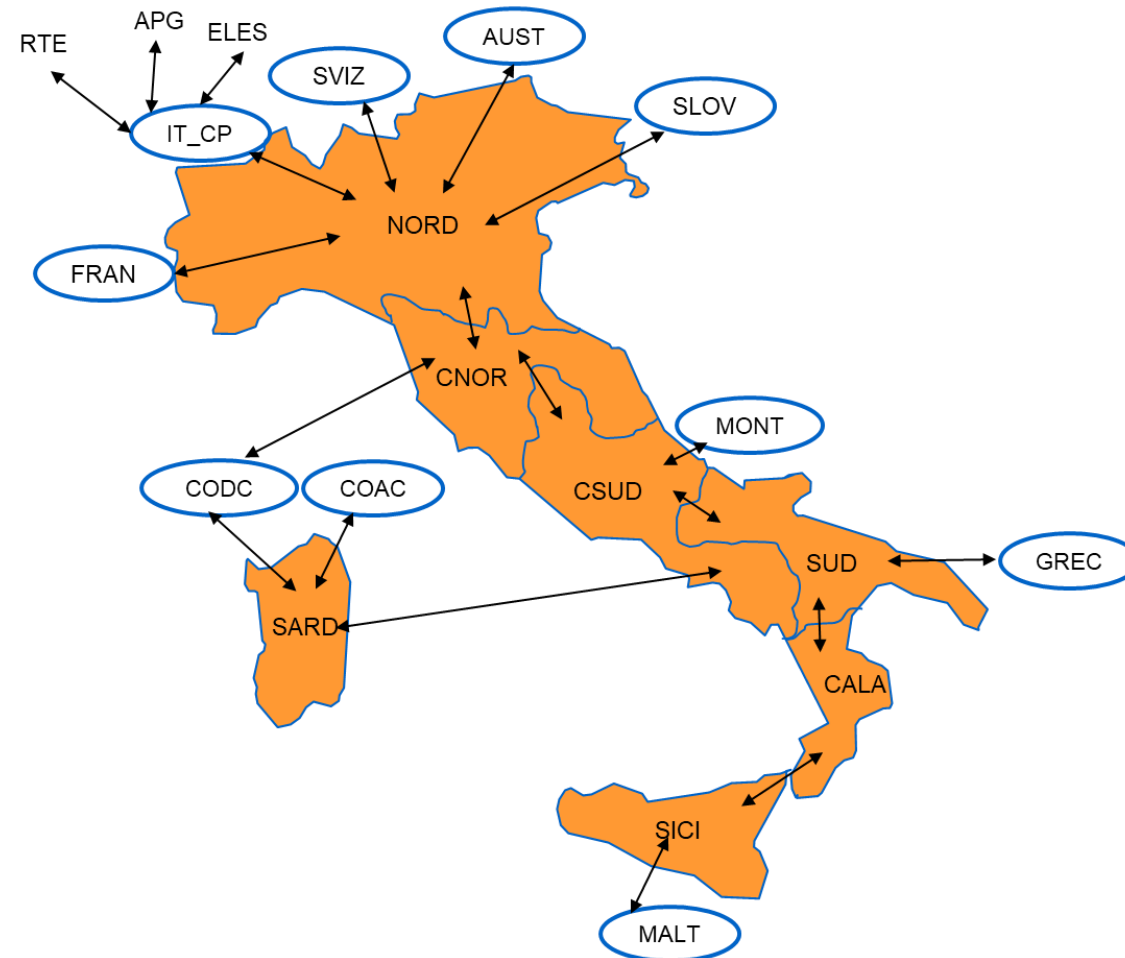 APG
ELES
RTE
AUST
SVIZ
SLOV
IT_CP
NORD
FRAN
CNOR
MONT
CODC
COAC
CSUD
SUD
GREC
SARD
CALA
SICI
MALT